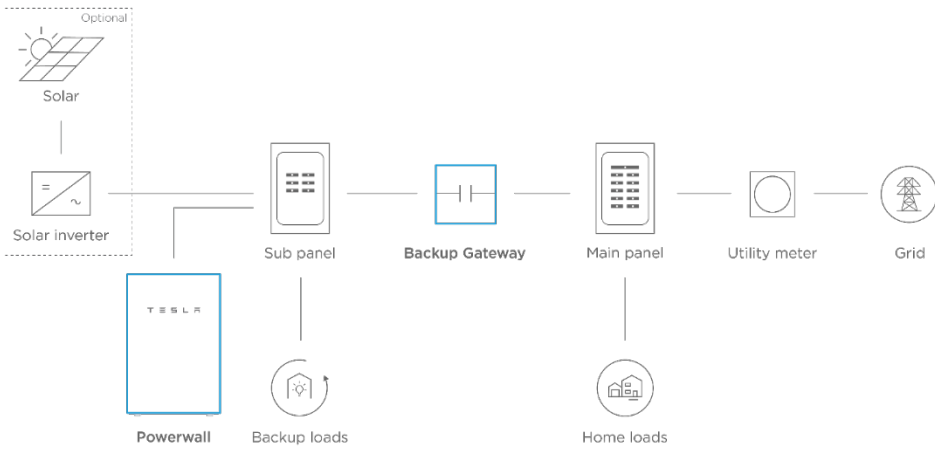 Optional
Solar
Solar inverter
Sub panel
Backup Gateway
Main panel
Utility meter
Grid
TESLA
Powerwall
Backup loads
Home loads